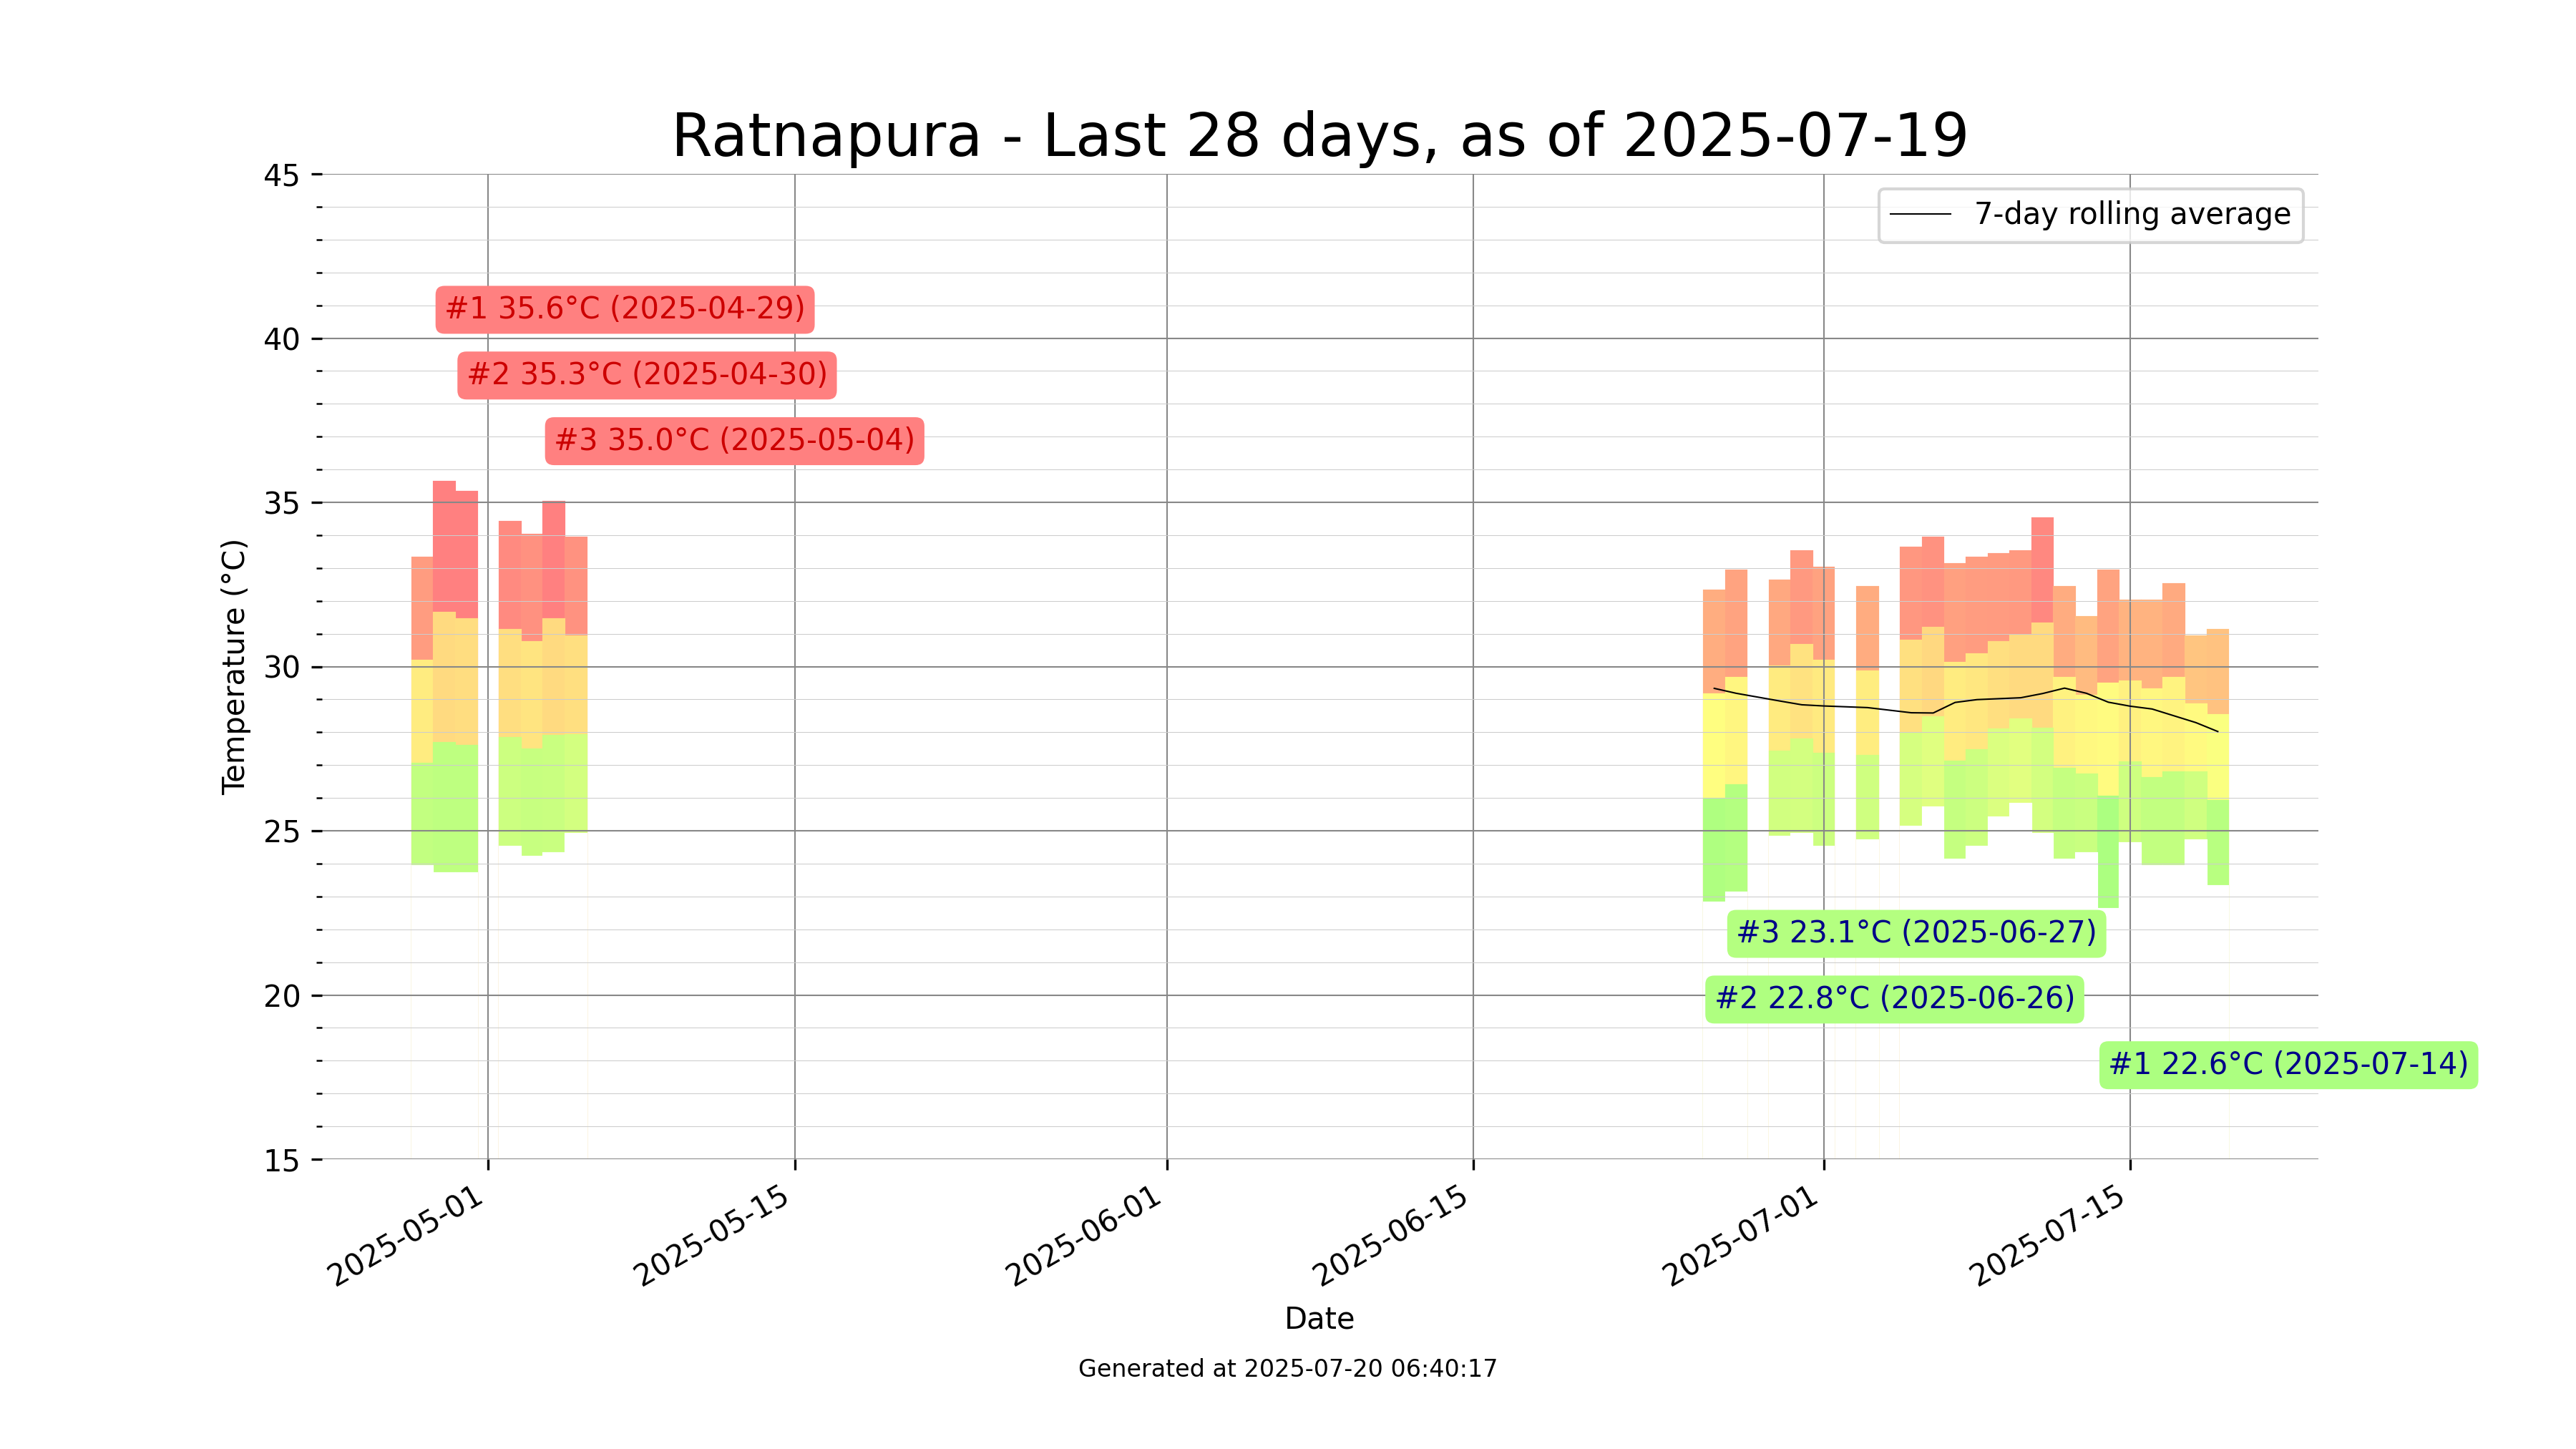 Ratnapura - Last 28 days, as of 2025-07-19
7-day rolling average
45
40
35
30
25
20
15
Temperature (°C)
#1 35.6°C (2025-04-29)
#2 35.3°C (2025-04-30)
#3 35.0°C (2025-05-04)
#3 23.1°C (2025-06-27)
#2 22.8°C (2025-06-26)
#1 22.6°C (2025-07-14)
2025-05-01
2025-05-15
2025-06-01
2025-06-15
2025-07-01
2025-07-15
Date
Generated at 2025-07-20 06:40:17